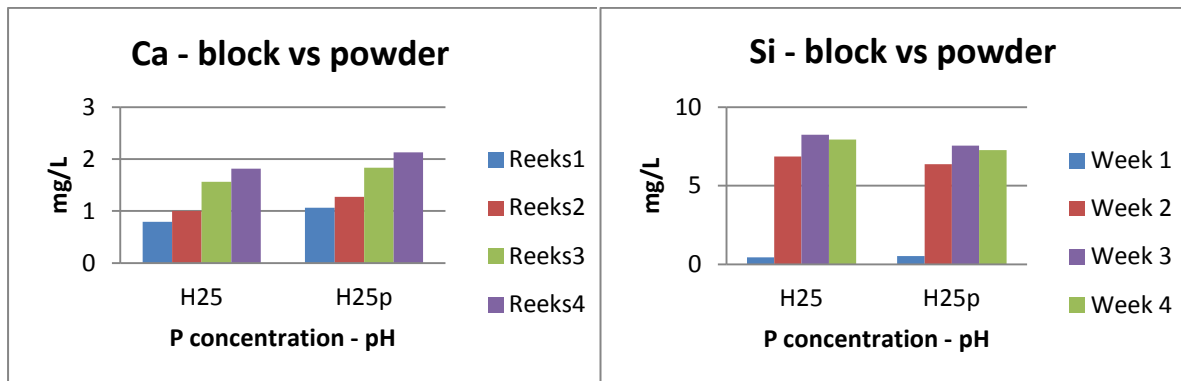 Ca - block vs powder
3
2
1
0
mg/L
H25 H25p
P concentration - pH
Reeks1
Reeks2
Reeks3
Reeks4
Si - block vs powder
10
5
0
mg/L
H25 H25p
P concentration - pH
Week 1
Week 2
Week 3
Week 4